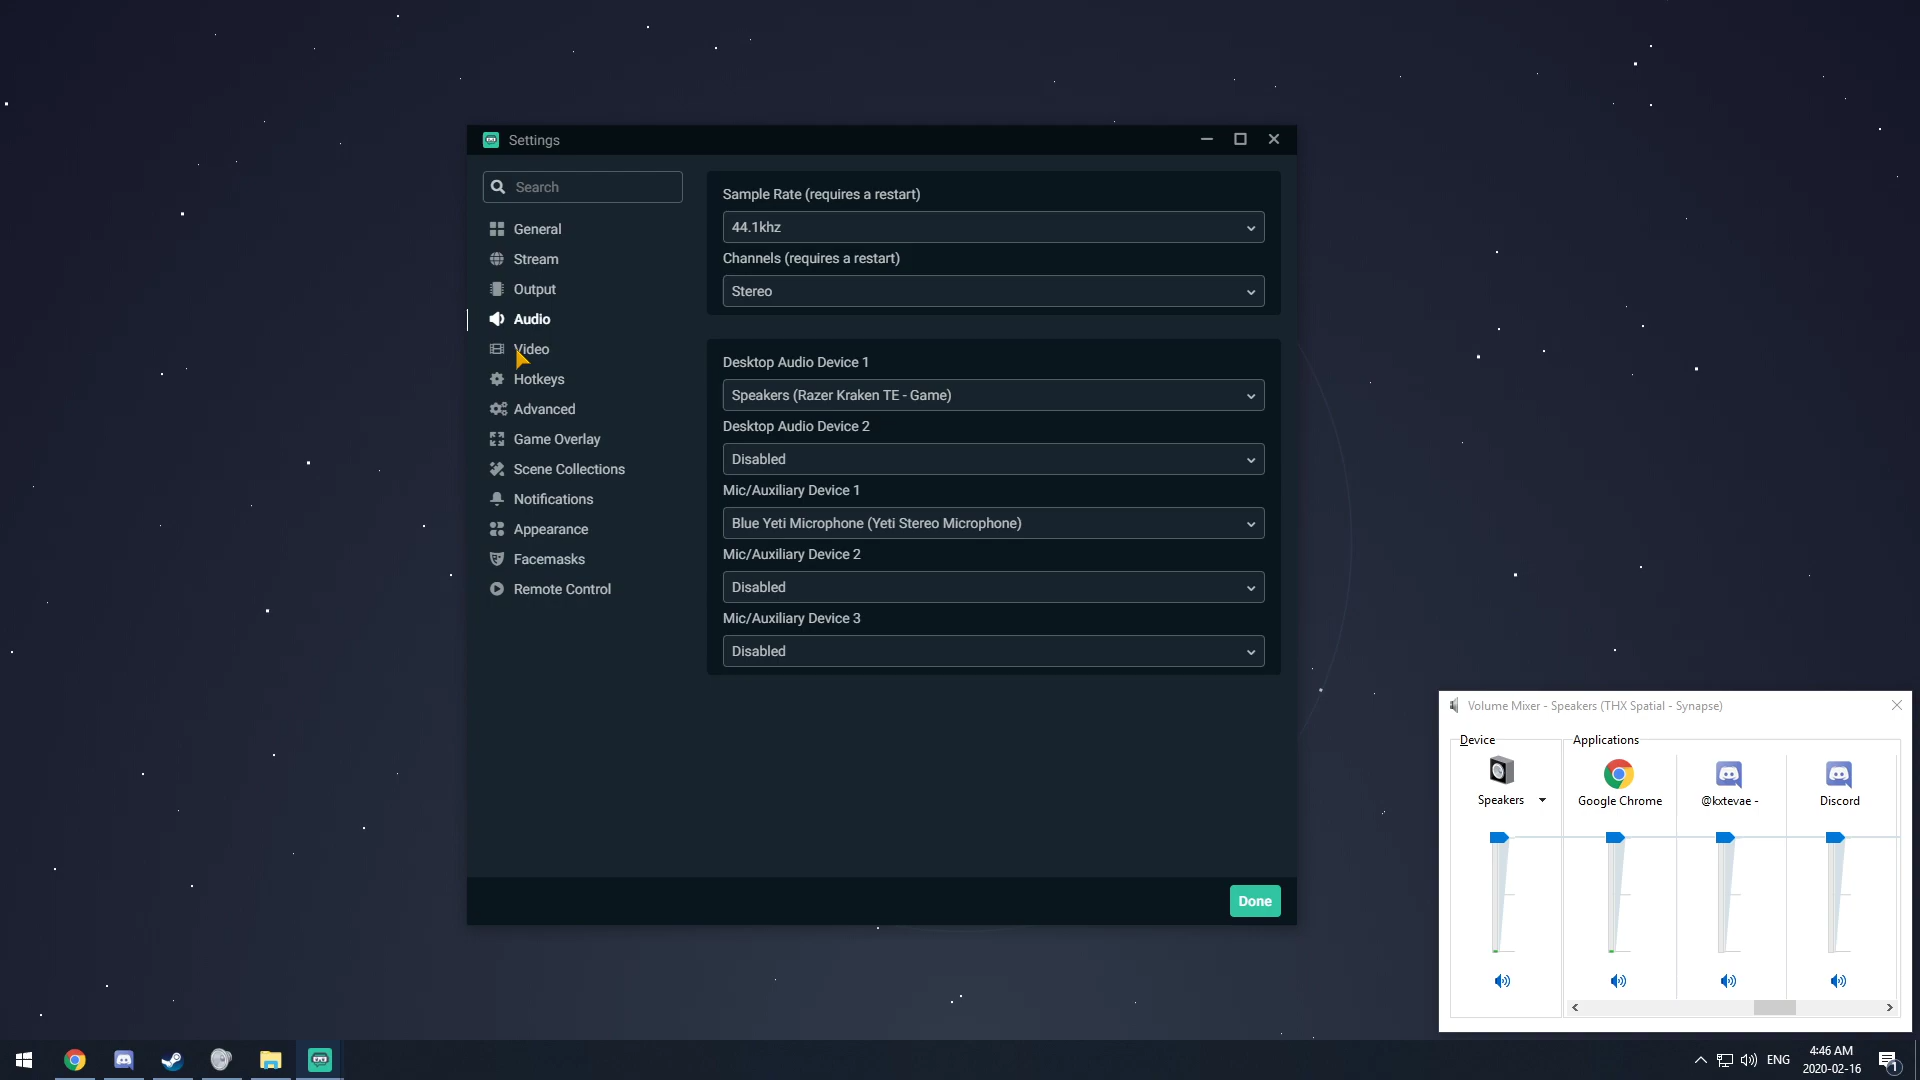 Settings
Search
General
Stream
Output
Audio
Video
Hotkeys
Advanced
Game Overlay
Scene Collections
Notifications
Appearance
Facemasks
Remote Control
Sample Rate (requires a restart)
44.1khz
Channels (requires a restart)
Stereo
Desktop Audio Device 1
Speakers (Razer Kraken TE - Game)
Desktop Audio Device 2
Disabled
Mic/Auxiliary Device 1
Blue Yeti Microphone (Yeti Stereo Microphone)
Mic/Auxiliary Device 2
Disabled
Mic/Auxiliary Device 3
Disabled
Done
Volume Mixer - Speakers (THX Spatial - Synapse)
Device
Applications
Speakers
Google Chrome
@kxtevae -
Discord
ENG
4:46 AM
2020-02-16
1